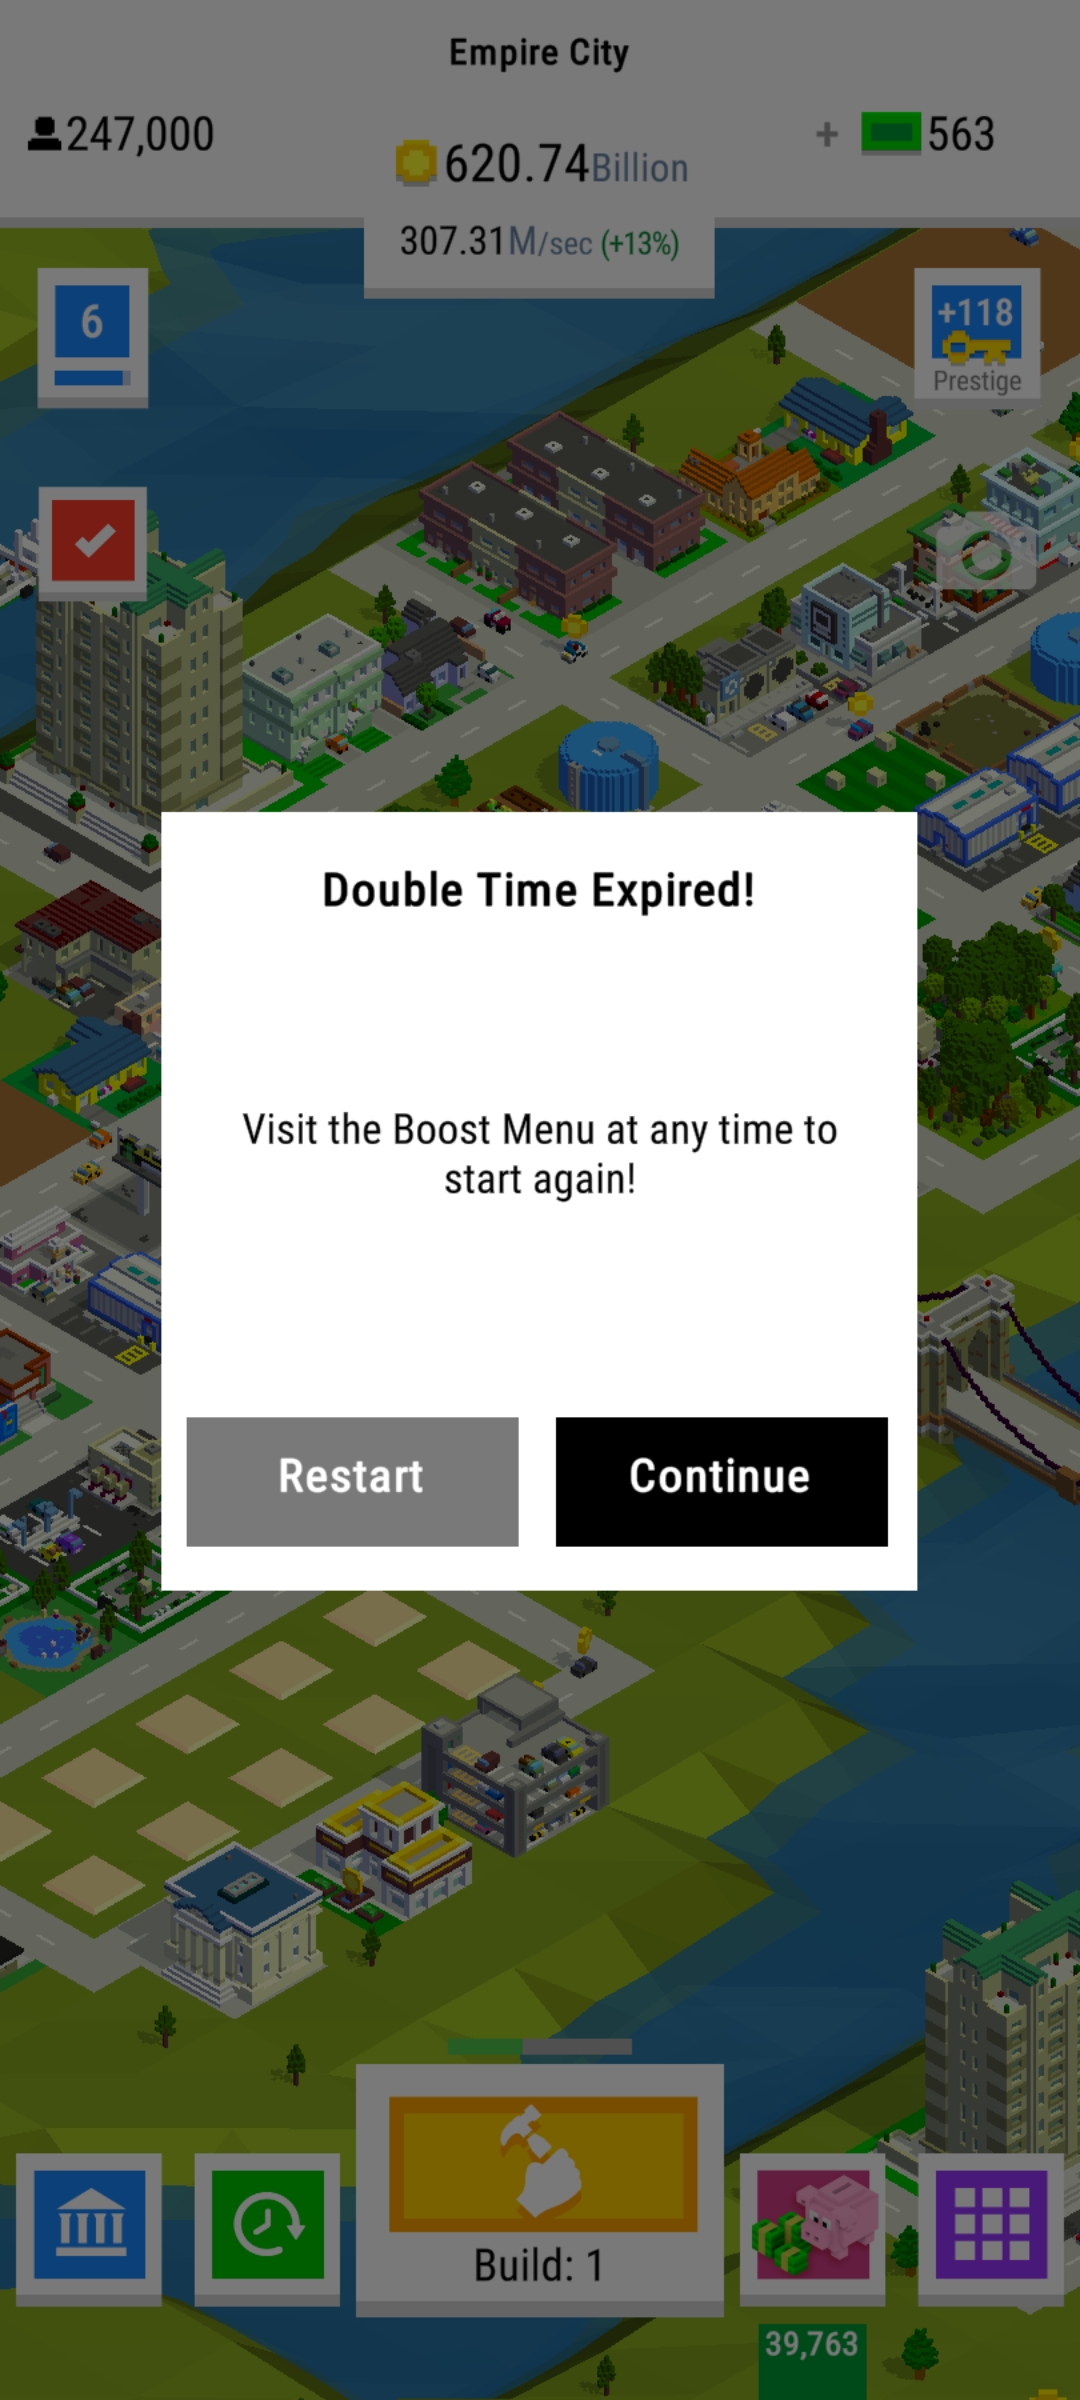 Empire City
247,000
620.74Billion
+ 563
307.31M/sec (+13%)
6
+118
Prestige
Double Time Expired!
Visit the Boost Menu at any time to
start again!
Restart
Continue
Build: 1
39,763